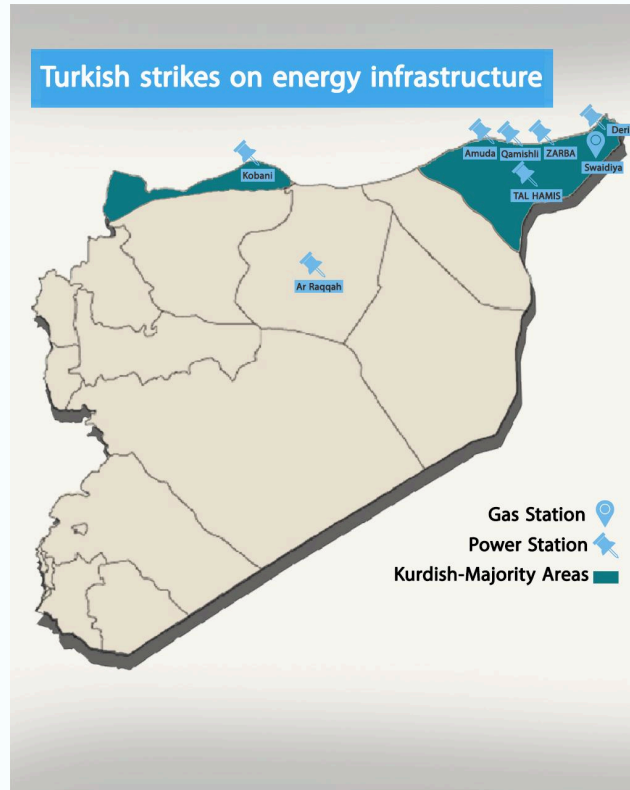 Turkish strikes on energy infrastructure
Deri
Amuda
Qamishli
ZARBA
Swaidiya
Kobani
TAL HAMIS
Ar Raqqah
Gas Station
Power Station
Kurdish-Majority Areas